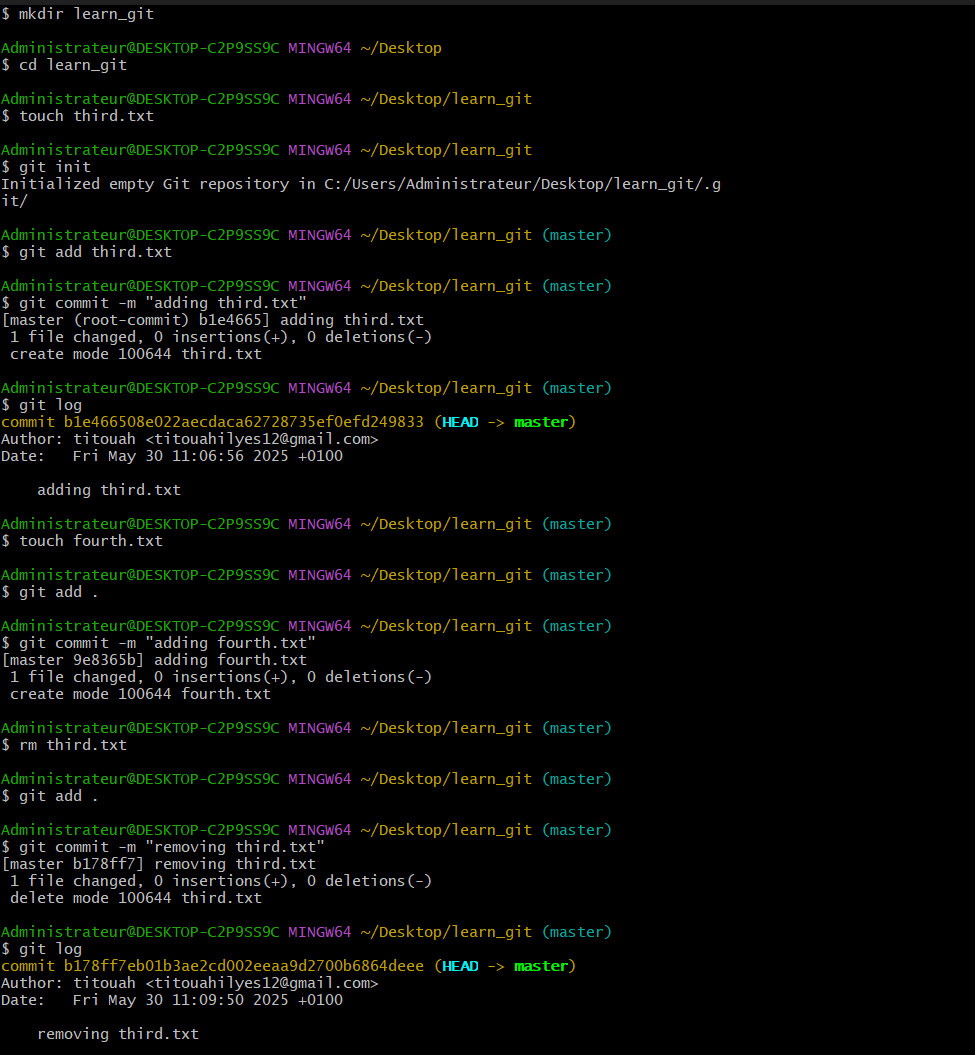 $ mkdir learn_git
Administrateur@DESKTOP-C2P9SS9C MINGW64 ~/Desktop
$ cd learn_git
Administrateur@DESKTOP-C2P9SS9C MINGW64 ~/Desktop/learn_git
$ touch third.txt
Administrateur@DESKTOP-C2P9SS9C MINGW64 ~/Desktop/learn_git
$ git init
Initialized empty Git repository in C:/Users/Administrateur/Desktop/learn_git/.g
it/
Administrateur@DESKTOP-C2P9SS9C MINGW64 ~/Desktop/learn_git (master)
$ git add third.txt
Administrateur@DESKTOP-C2P9SS9C MINGW64 ~/Desktop/learn_git (master)
$ git commit -m "adding third.txt"
[master (root-commit) b1e4665] adding third.txt
 1 file changed, 0 insertions(+), 0 deletions(-)
 create mode 100644 third.txt
Administrateur@DESKTOP-C2P9SS9C MINGW64 ~/Desktop/learn_git (master)
$ git log
commit b1e466508e022aecdaca62728735ef0efd249833 (HEAD -> master)
Author: titouah <titouahilyes12@gmail.com>
Date:   Fri May 30 11:06:56 2025 +0100
    adding third.txt
Administrateur@DESKTOP-C2P9SS9C MINGW64 ~/Desktop/learn_git (master)
$ touch fourth.txt
Administrateur@DESKTOP-C2P9SS9C MINGW64 ~/Desktop/learn_git (master)
$ git add .
Administrateur@DESKTOP-C2P9SS9C MINGW64 ~/Desktop/learn_git (master)
$ git commit -m "adding fourth.txt"
[master 9e8365b] adding fourth.txt
 1 file changed, 0 insertions(+), 0 deletions(-)
 create mode 100644 fourth.txt
Administrateur@DESKTOP-C2P9SS9C MINGW64 ~/Desktop/learn_git (master)
$ rm third.txt
Administrateur@DESKTOP-C2P9SS9C MINGW64 ~/Desktop/learn_git (master)
$ git add .
Administrateur@DESKTOP-C2P9SS9C MINGW64 ~/Desktop/learn_git (master)
$ git commit -m "removing third.txt"
[master b178ff7] removing third.txt
 1 file changed, 0 insertions(+), 0 deletions(-)
 delete mode 100644 third.txt
Administrateur@DESKTOP-C2P9SS9C MINGW64 ~/Desktop/learn_git (master)
$ git log
commit b178ff7eb01b3ae2cd002eeaa9d2700b6864deee (HEAD -> master)
Author: titouah <titouahilyes12@gmail.com>
Date:   Fri May 30 11:09:50 2025 +0100
    removing third.txt